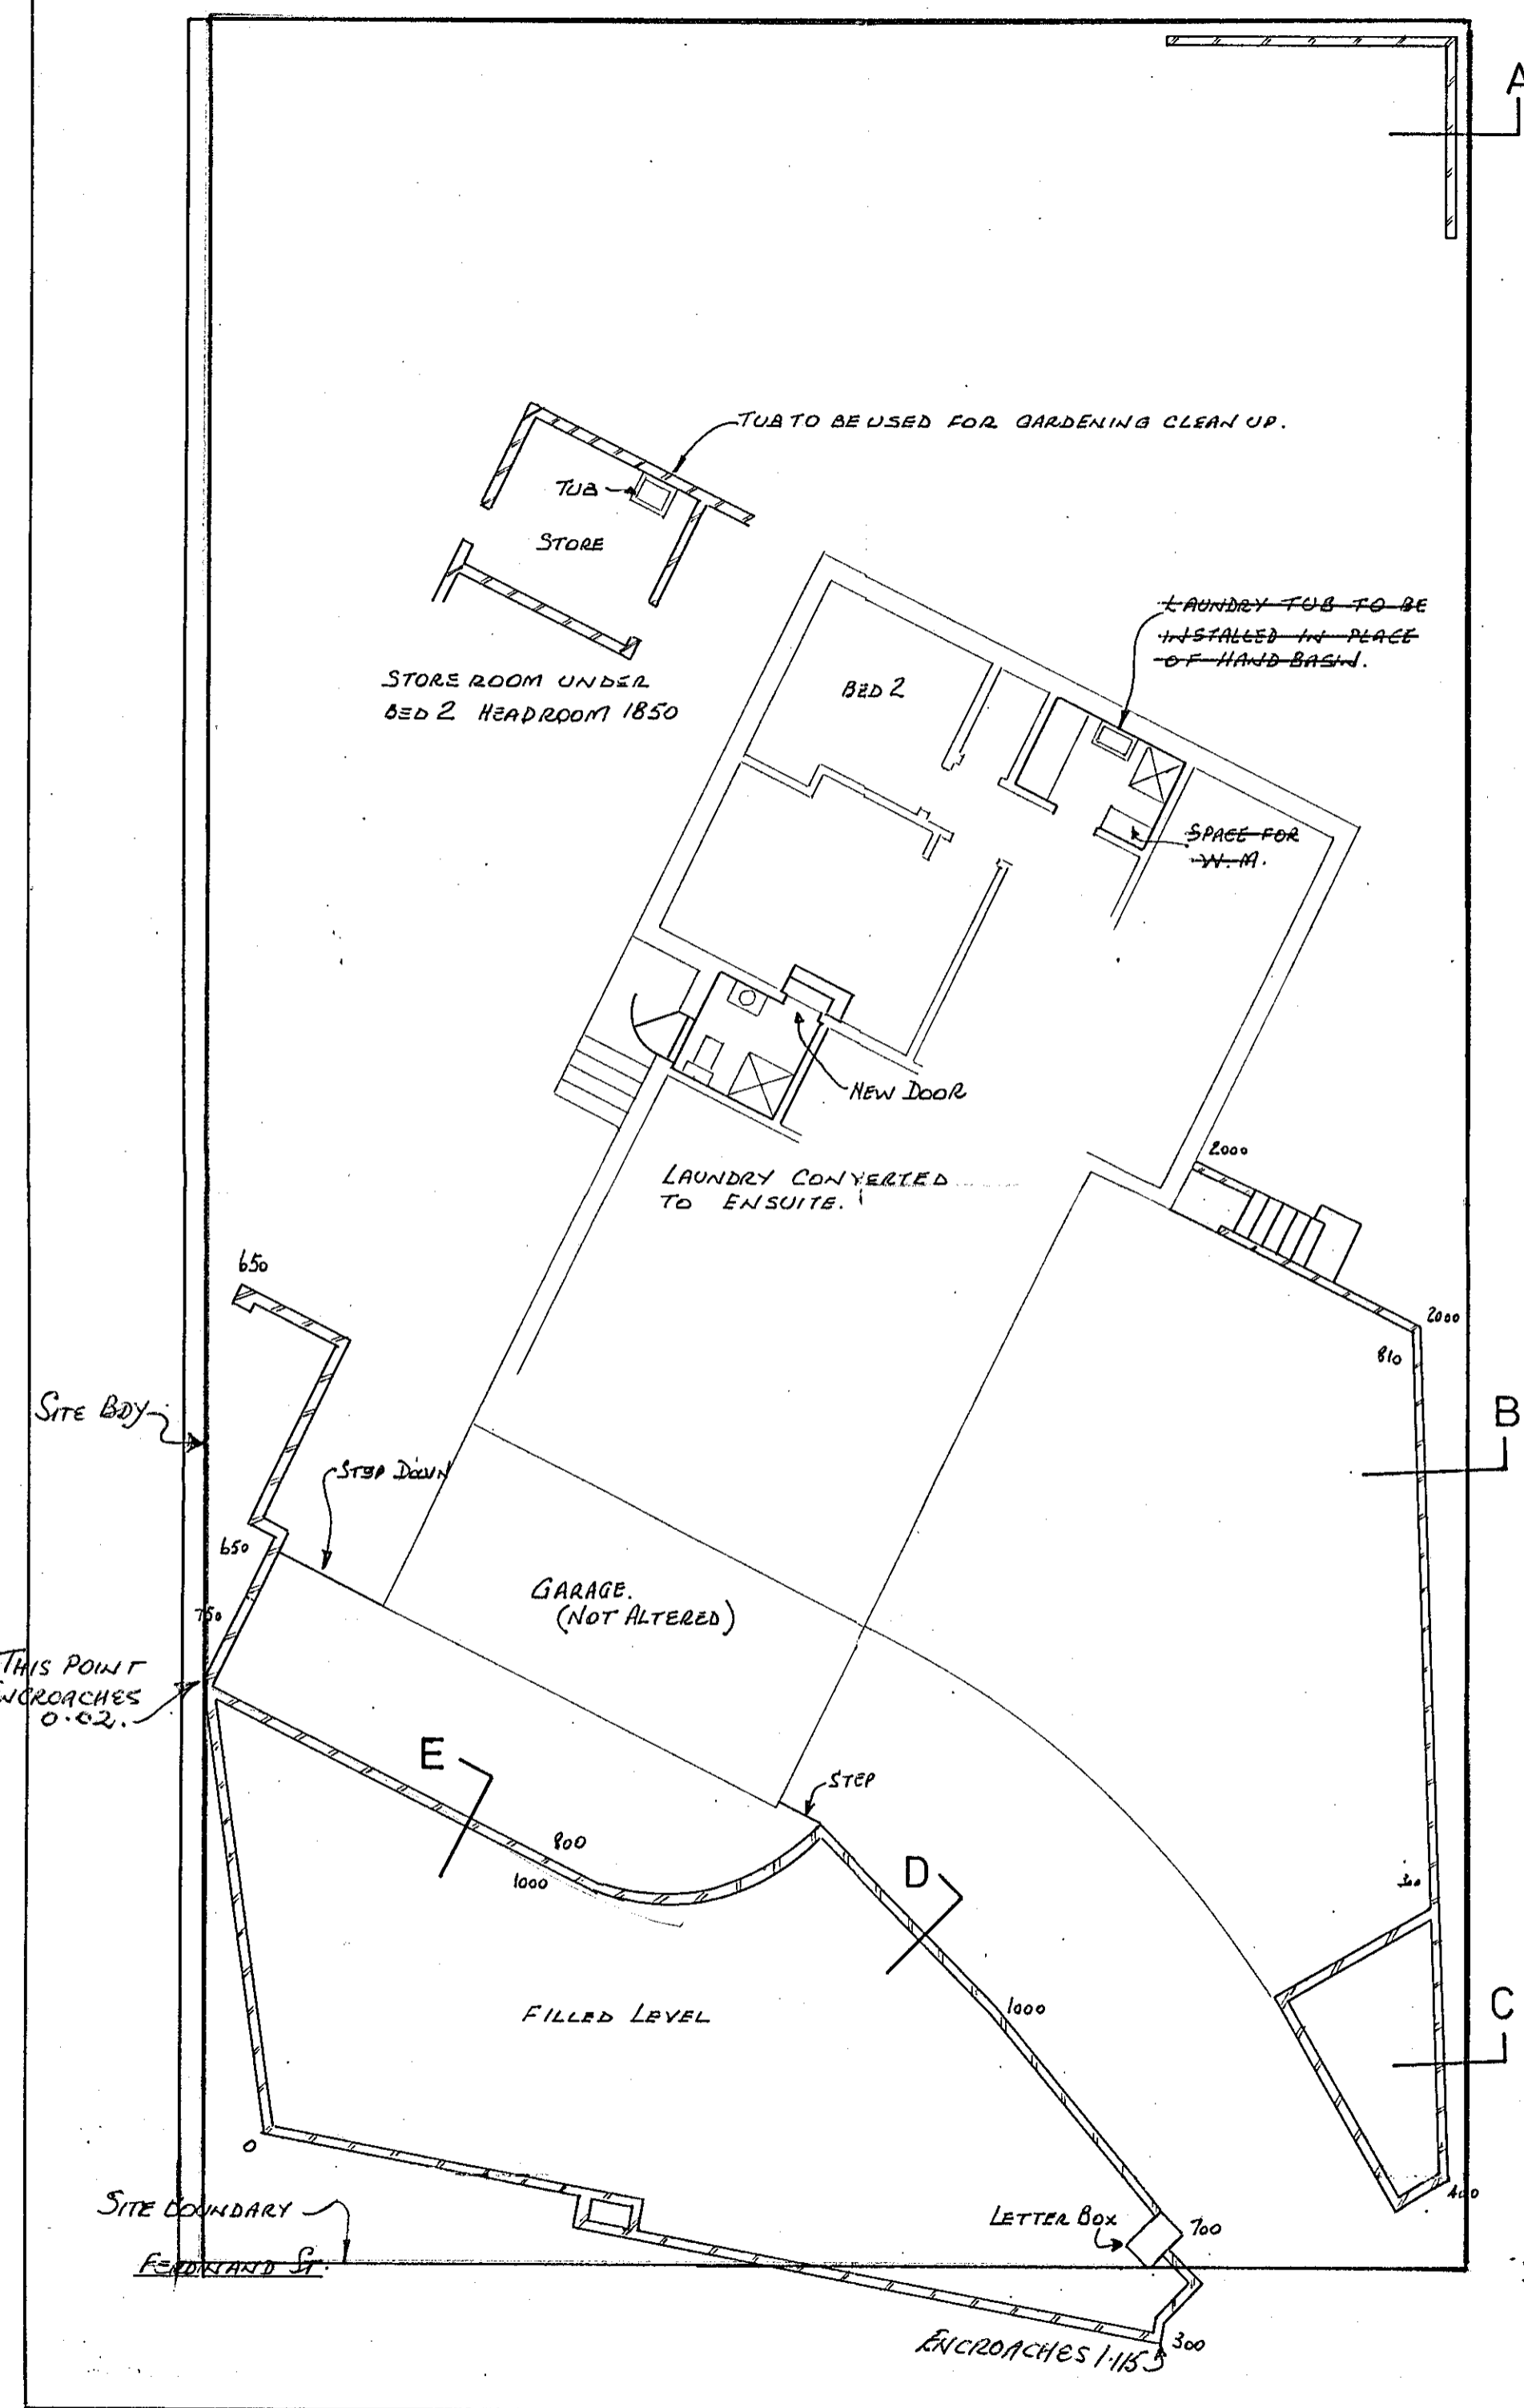 A
TUB TO BE USED FOR GARDENING CLEAN UP.
TUB
STORE
STORE ROOM UNDER
BED 2 HEADROOM 1850
LAUNDRY TUB TO BE
INSTALLED IN PLACE
OF HAND BASIN.
BED 2
SPACE FOR
W.M.
NEW DOOR
LAUNDRY CONVERTED
TO ENSUITE.
2000
650
2000
810
SITE BDY
B
STEP DOWN
650
GARAGE.
(NOT ALTERED)
750
THIS POINT
ENCROACHES
0.02.
E
STEP
800
1000
D
300
1000
FILLED LEVEL
C
0
400
SITE BOUNDARY
LETTER BOX
700
FERDINAND ST.
300
ENCROACHES